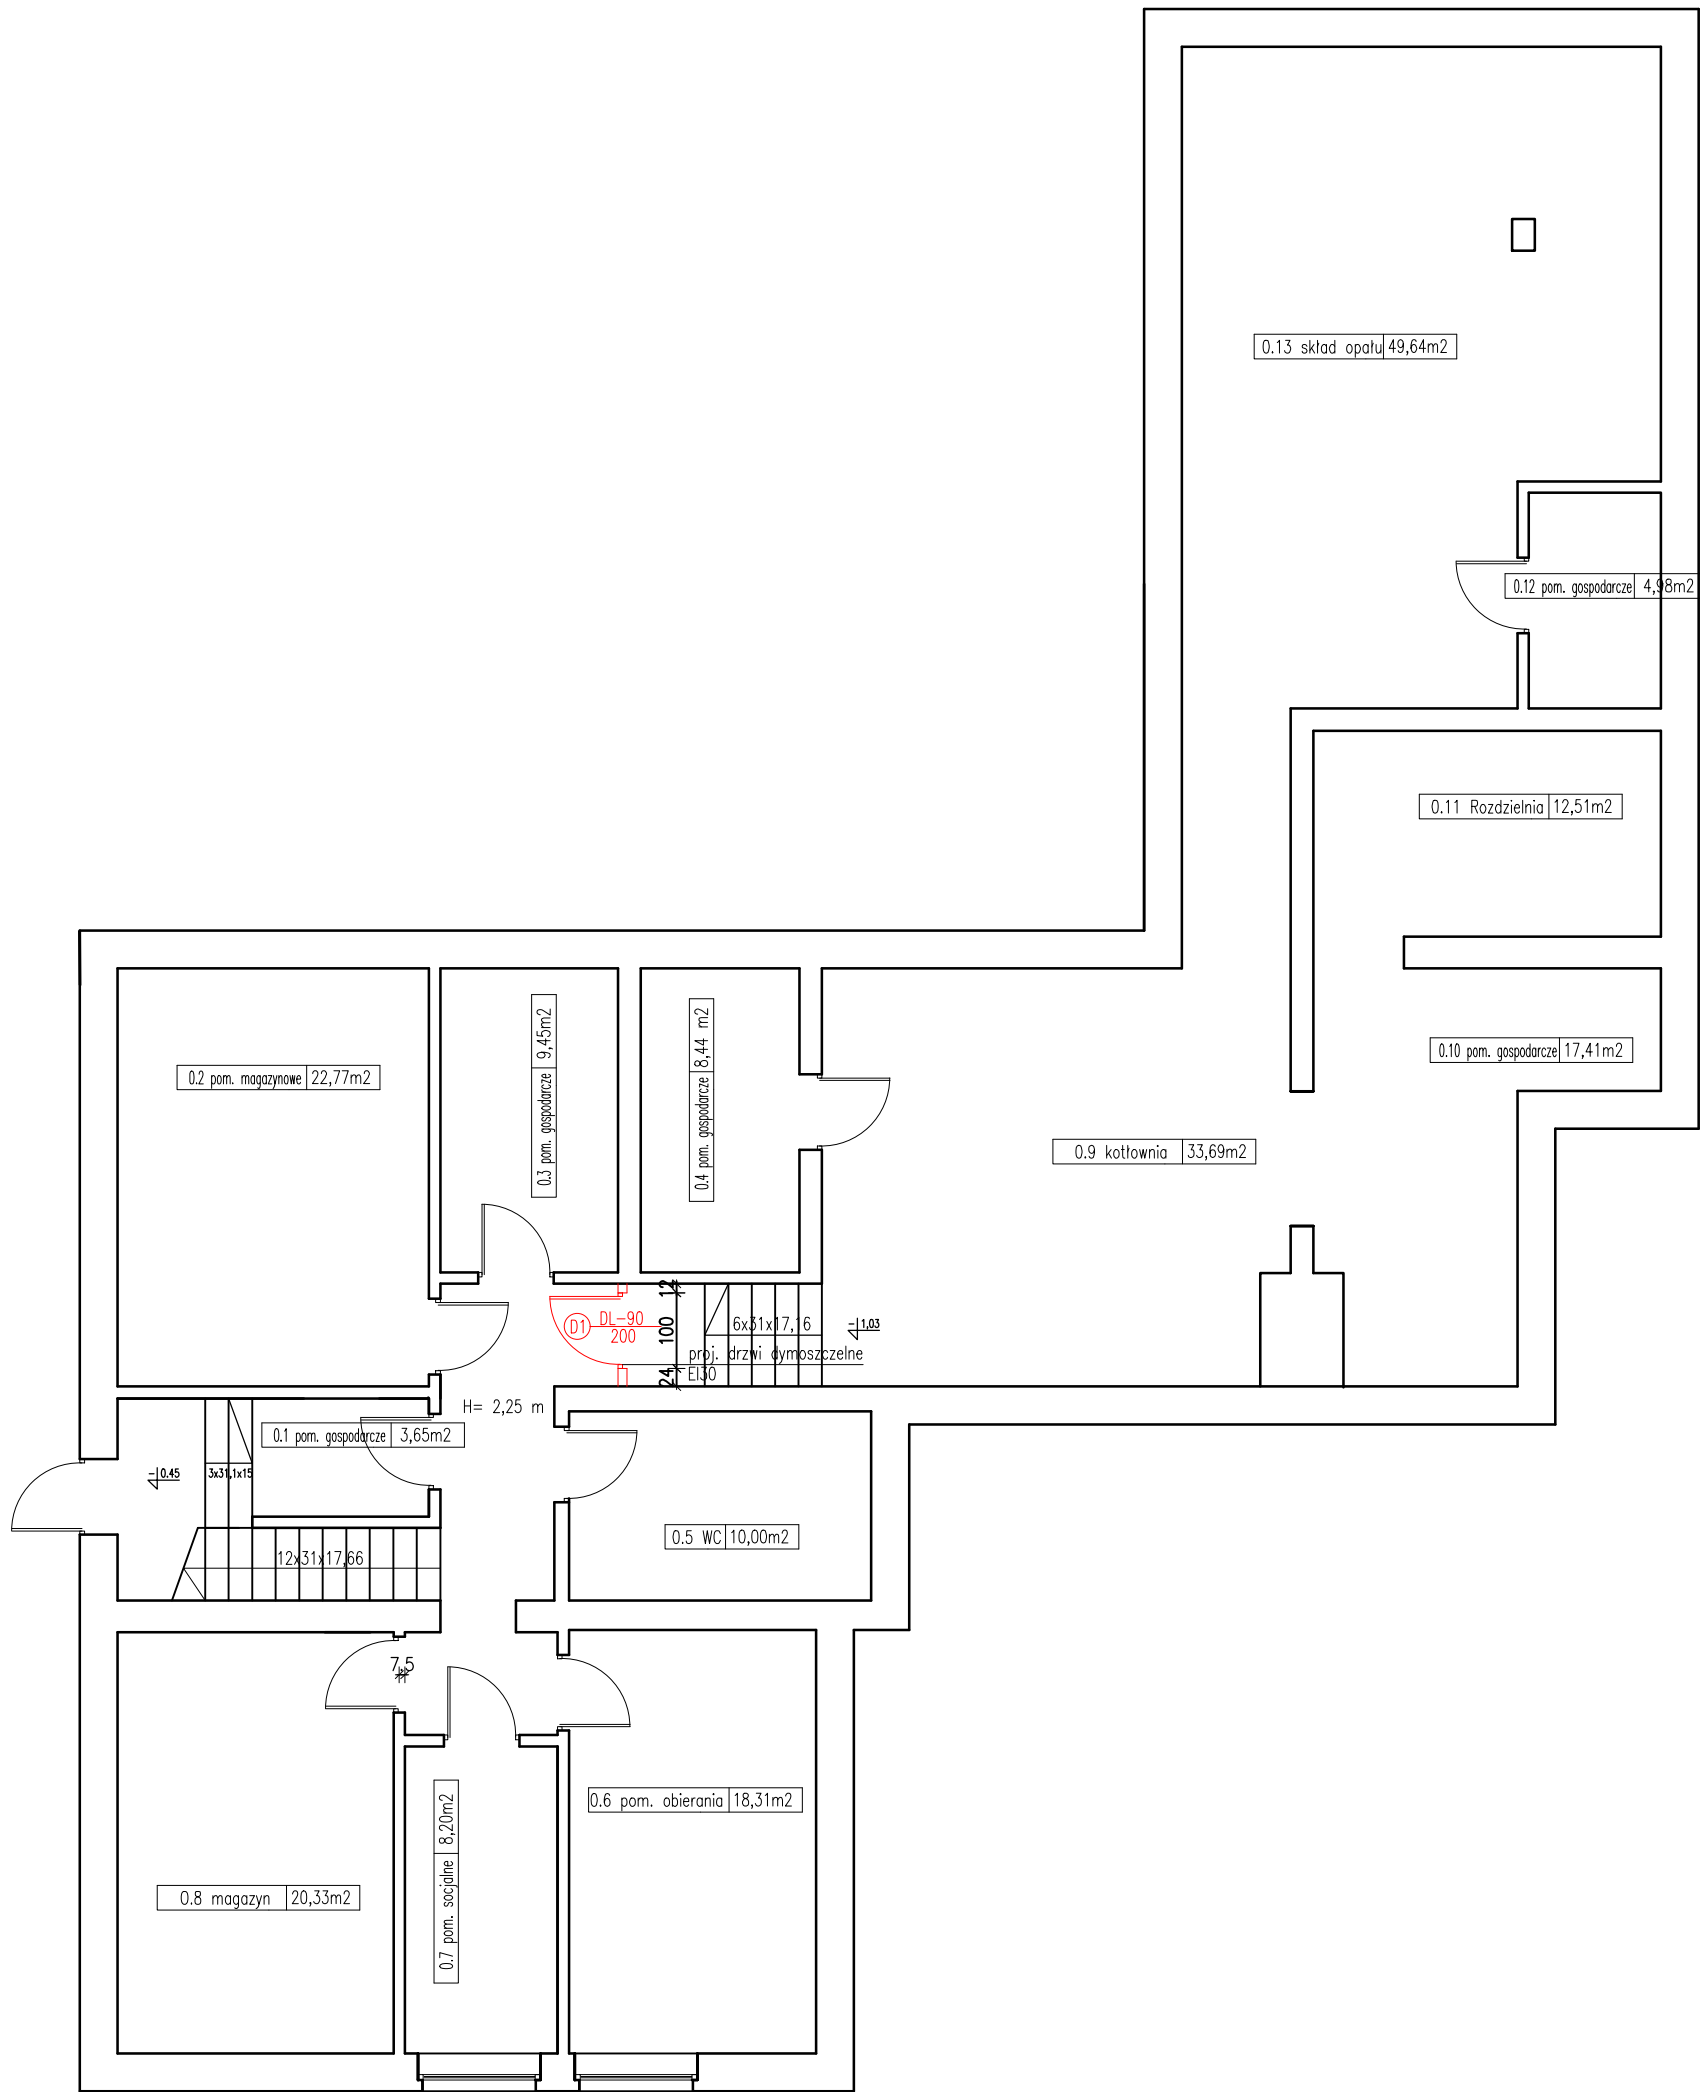 0.13 skład opału 49,64m2
0.12 pom. gospodarcze 4,98m2
0.11 Rozdzielnia 12,51m2
0.10 pom. gospodarcze 17,41m2
0.2 pom. magazynowe 22,77m2
0.3 pom. gospodarcze 9,45m2
0.4 pom. gospodarcze 8,44 m2
0.9 kotłownia 33,69m2
12
100
24
D1
DL-90
200
6x31x17,16
-1,03
proj. drzwi dymoszczelne
EI30
H= 2,25 m
0.1 pom. gospodarcze 3,65m2
-0.45
3x31,1x15
0.5 WC 10,00m2
12x31x17,66
7,5
0.6 pom. obierania 18,31m2
0.7 pom. socjalne 8,20m2
0.8 magazyn 20,33m2